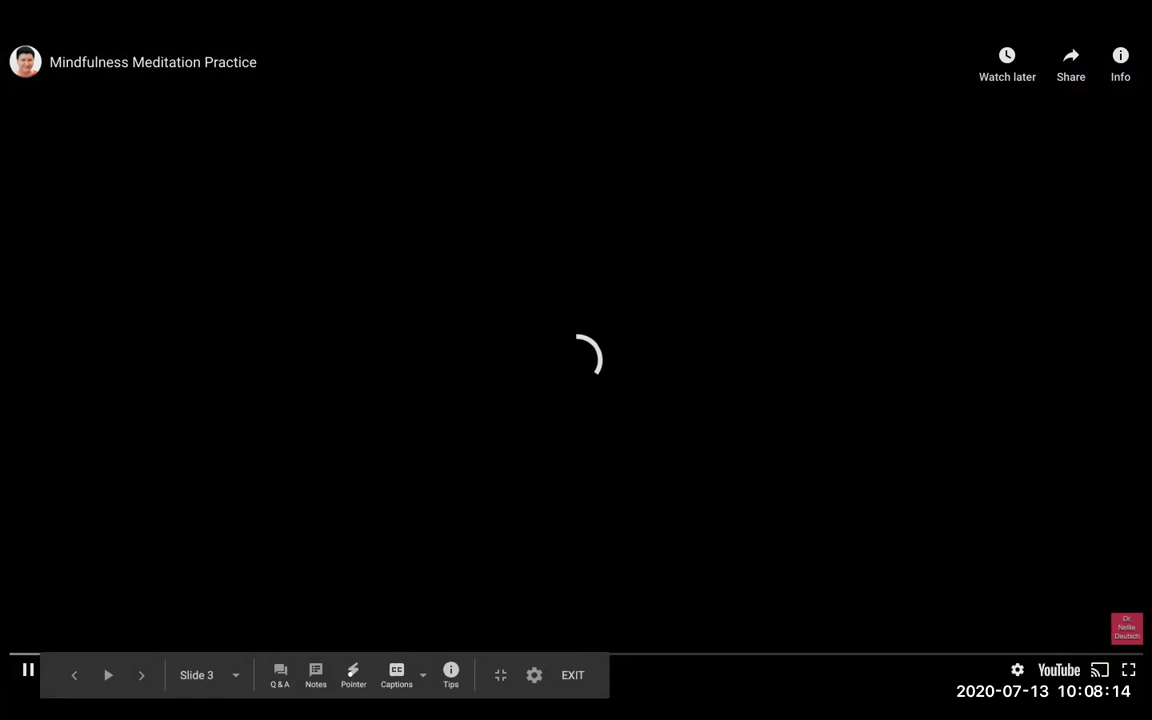 Mindfulness Meditation Practice
Watch later
Share
Info
Dr.
Nellie
Deutsch
Slide 3
Q & A
Notes
Pointer
CC
Captions
Tips
EXIT
YouTube
2020-07-13 10:08:14